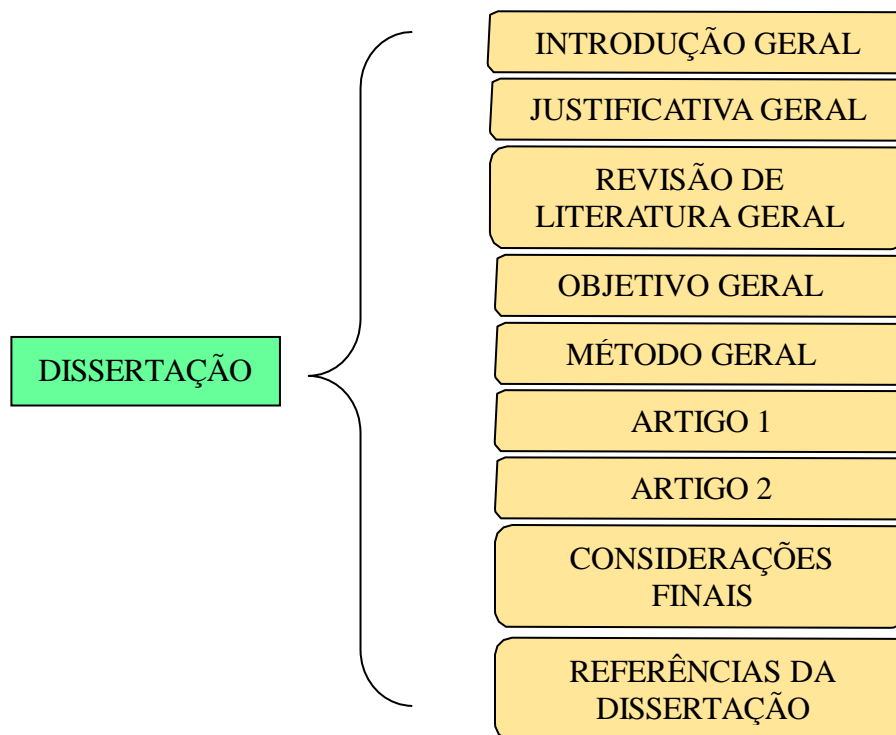 INTRODUÇÃO GERAL
JUSTIFICATIVA GERAL
REVISÃO DE
LITERATURA GERAL
OBJETIVO GERAL
MÉTODO GERAL
DISSERTAÇÃO
ARTIGO 1
ARTIGO 2
CONSIDERAÇÕES
FINAIS
REFERÊNCIAS DA
DISSERTAÇÃO